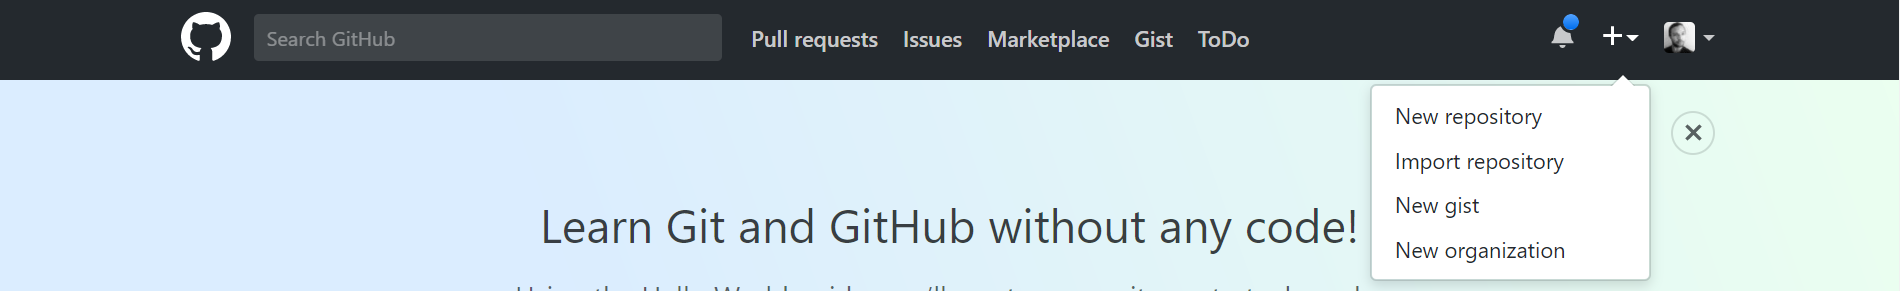 Search GitHub
Pull requests Issues Marketplace Gist ToDo
New repository
Import repository
New gist
New organization
Learn Git and GitHub without any code!